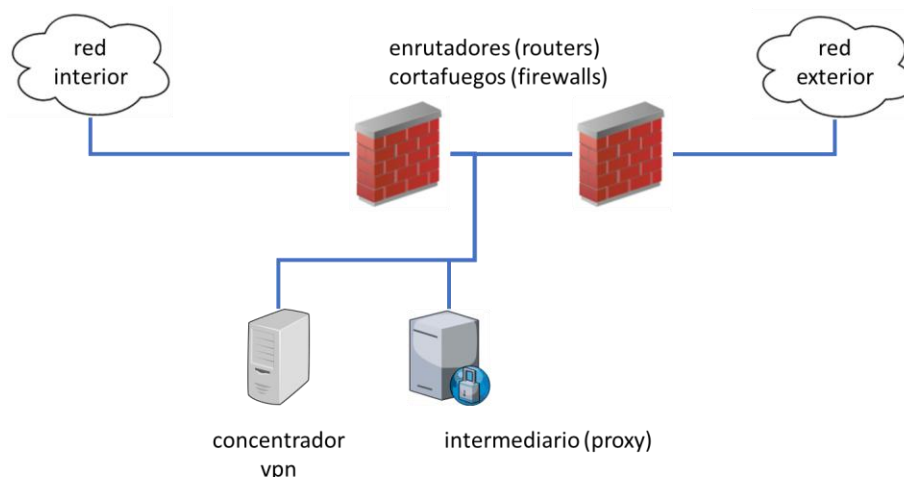 red
interior
enrutadores (routers)
cortafuegos (firewalls)
red
exterior
concentrador
vpn
intermediario (proxy)